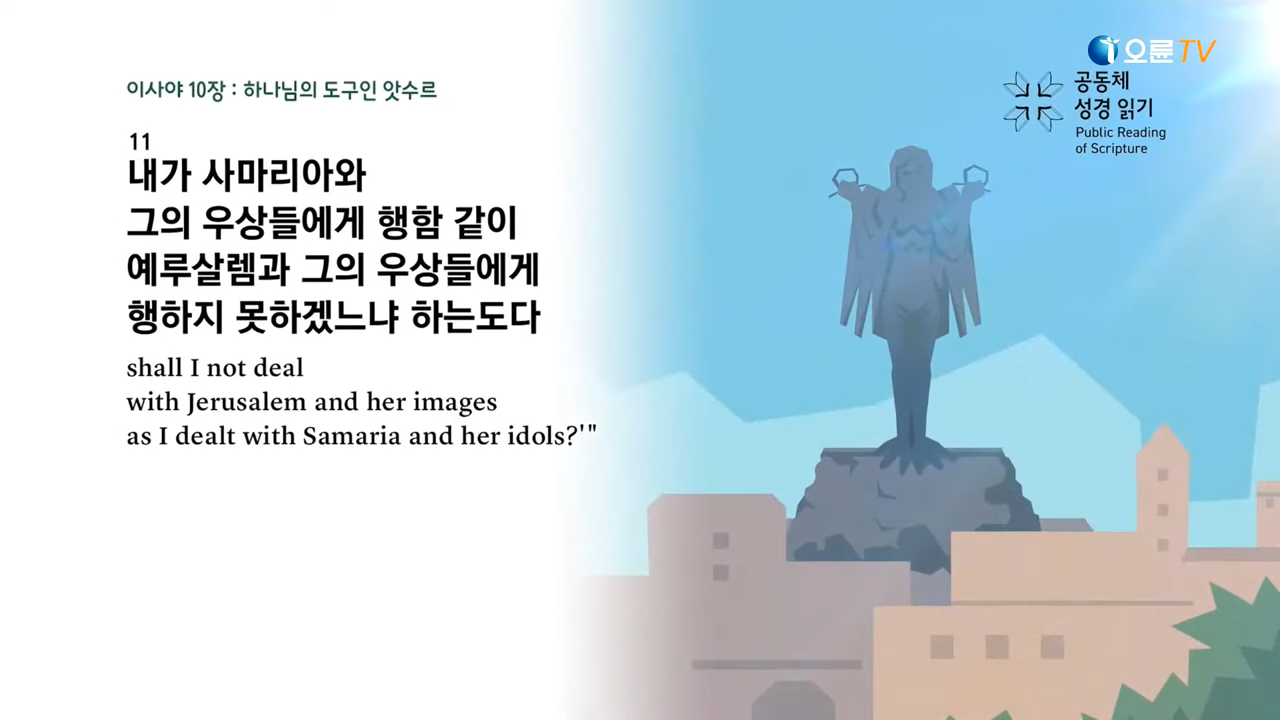 오륜TV
이사야 10장 : 하나님의 도구인 앗수르
공동체
성경 읽기
Public Reading
of Scripture
11
내가 사마리아와
그의 우상들에게 행함 같이
예루살렘과 그의 우상들에게
행하지 못하겠느냐 하는도다
shall I not deal
with Jerusalem and her images
as I dealt with Samaria and her idols?'"